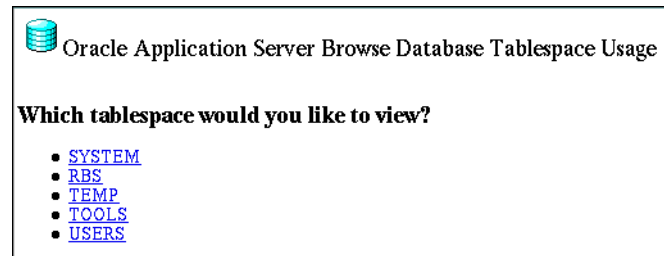 Oracle Application Server Browse Database Tablespace Usage
Which tablespace would you like to view?
SYSTEM
RBS
TEMP
TOOLS
USERS